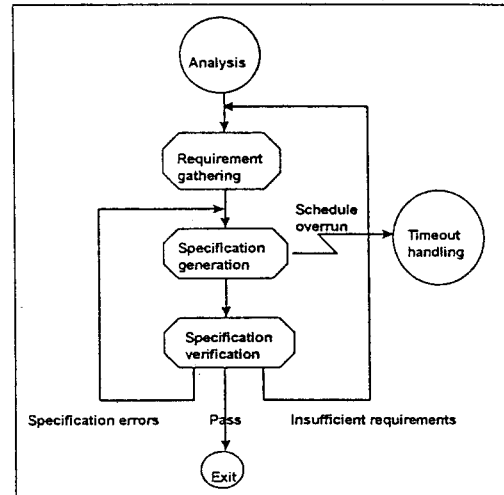 Analysis
Requirement
gathering
Schedule
overrun
Specification
generation
Timeout
handling
Specification
verification
Specification errors
Pass
Insufficient requirements
Exit